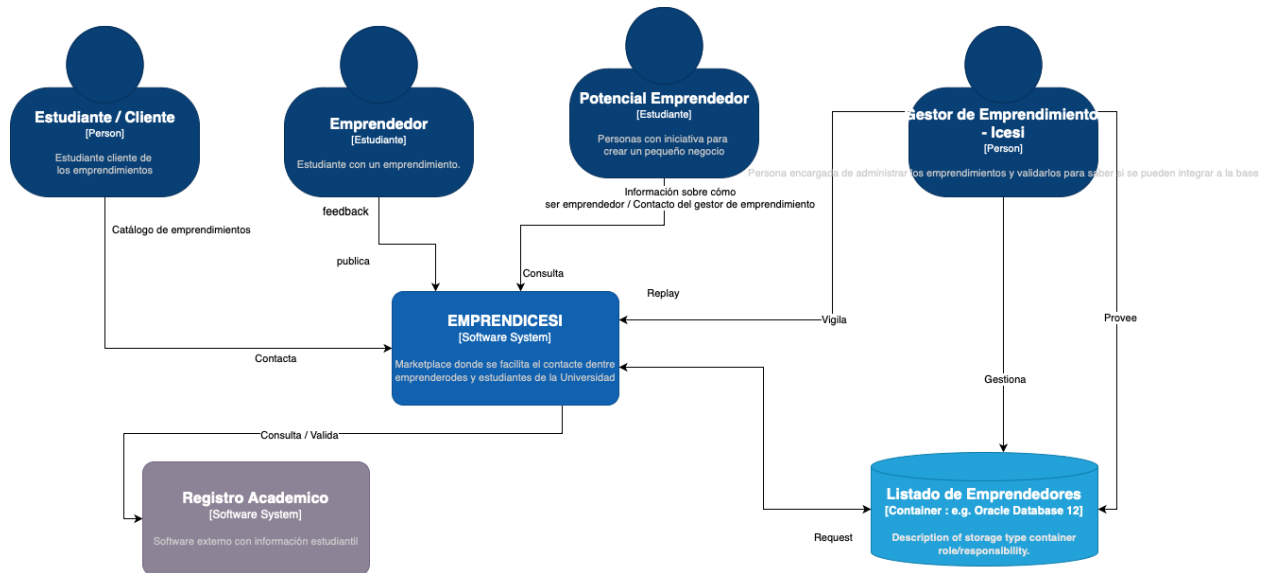 Estudiante / Cliente
[Person]
Estudiante cliente de
los emprendimientos
Emprendedor
[Estudiante]
Estudiante con un emprendimiento.
Potencial Emprendedor
[Estudiante]
Personas con iniciativa para
crear un pequeño negocio
Gestor de Emprendimiento
- Icesi
[Person]
Persona encargada de administrar los emprendimientos y validarlos para saber si se pueden integrar a la base
Catálogo de emprendimientos
feedback
publica
Información sobre cómo
ser emprendedor / Contacto del gestor de emprendimiento
Consulta
Replay
Vigila
Provee
Gestiona
Contacta
EMPRENDICESI
[Software System]
Marketplace donde se facilita el contacte dentre
emprenderodes y estudiantes de la Universidad
Consulta / Valida
Registro Academico
[Software System]
Software externo con información estudiantil
Request
Listado de Emprendedores
[Container : e.g. Oracle Database 12]
Description of storage type container
role/responsibility.